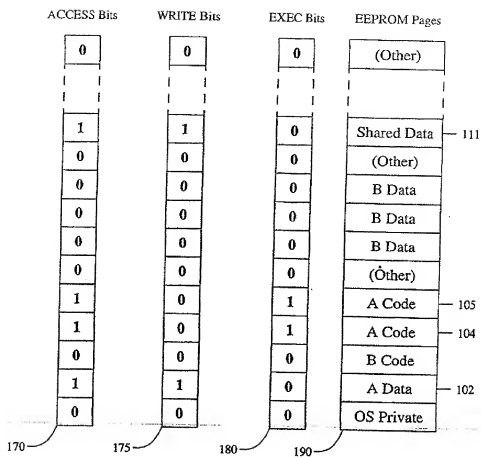 ACCESS Bits WRITE Bits EXEC Bits EEPROM Pages
0 0 0 (Other)
1 1 0 Shared Data 111
0 0 0 (Other)
0 0 0 B Data
0 0 0 B Data
0 0 0 B Data
0 0 0 (Other)
1 0 1 A Code 105
1 0 1 A Code 104
0 0 0 B Code
1 1 0 A Data 102
0 0 0 OS Private
170 175 180 190